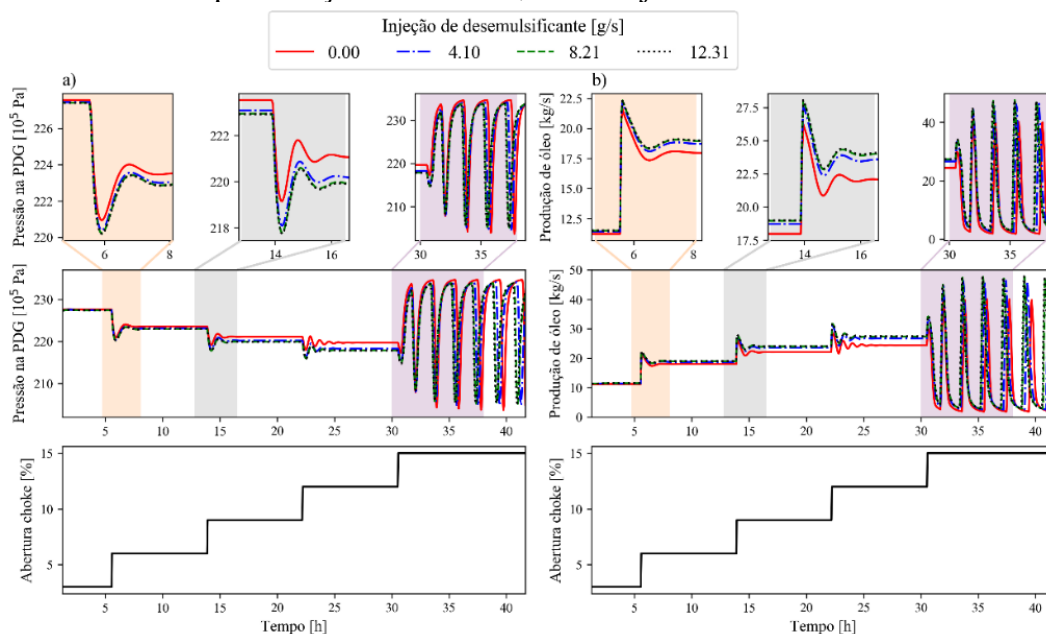 Injeção de desemulsificante [g/s]
0.00 4.10 8.21 12.31
a) b)
Pressão na PDG [10⁵ Pa]
226
224
222
220
6 8
222
220
218
14 16
230
220
210
30 35
Produção de óleo [kg/s]
22.5
20.0
17.5
15.0
12.5
6 8
27.5
25.0
22.5
20.0
17.5
14 16
40
20
0
30 35
Pressão na PDG [10⁵ Pa]
230
220
210
5 10 15 20 25 30 35 40
Produção de óleo [kg/s]
50
40
30
20
10
0
5 10 15 20 25 30 35 40
Abertura choke [%]
15
10
5
5 10 15 20 25 30 35 40
Tempo [h]
Abertura choke [%]
15
10
5
5 10 15 20 25 30 35 40
Tempo [h]